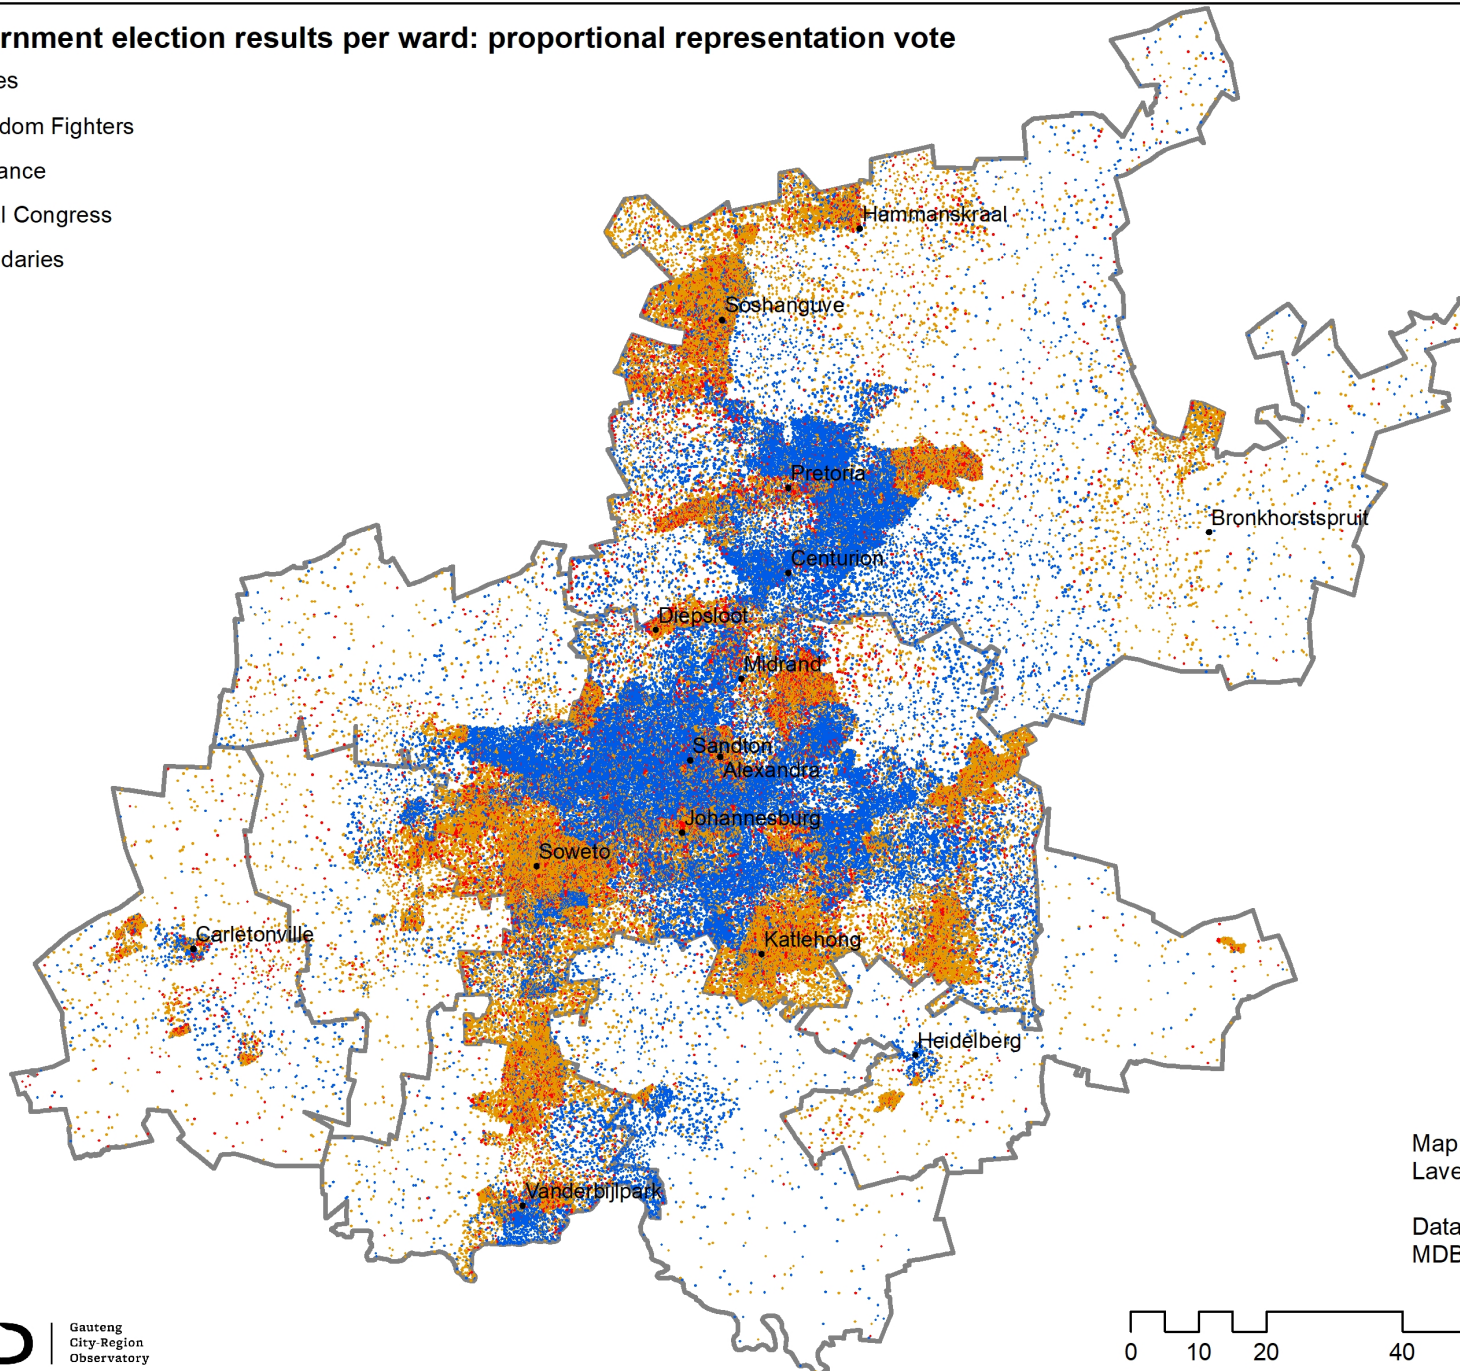 rnment election results per ward: proportional representation vote
es
dom Fighters
ance
l Congress
daries
Hammanskraal
Soshanguve
Pretoria
Bronkhorstspruit
Centurion
Diepsloot
Midrand
Sandton
Alexandra
Johannesburg
Soweto
Carletonville
Katlehong
Heidelberg
Map
Lave
Vanderbijlpark
Data
MDB
Gauteng
City-Region
Observatory
0 10 20 40